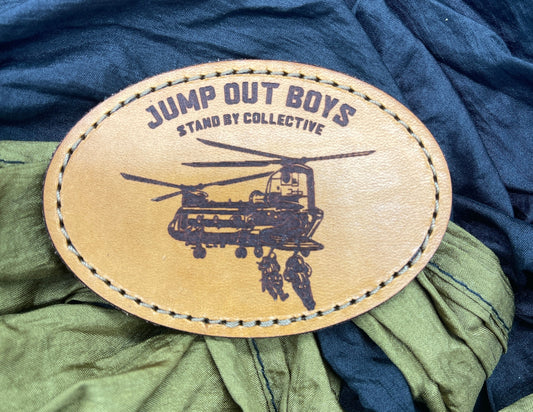 JUMP OUT BOYS
STAND BY COLLECTIVE